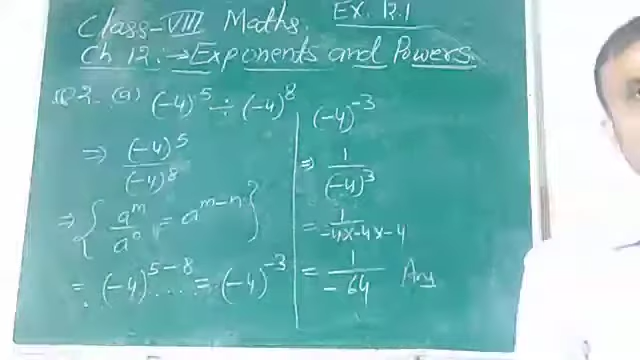 Class-VIII Maths. Ex. 12.1
Ch 12:→ Exponents and Powers
Q 2. (a) (-4)^5 ÷ (-4)^8
⇒ (-4)^5 / (-4)^8
⇒ { a^m / a^n = a^{m-n} }
= (-4)^{5-8} = (-4)^{-3}
(-4)^{-3}
⇒ 1 / (-4)^3
= 1 / -4×-4×-4
= 1 / -64 Ans